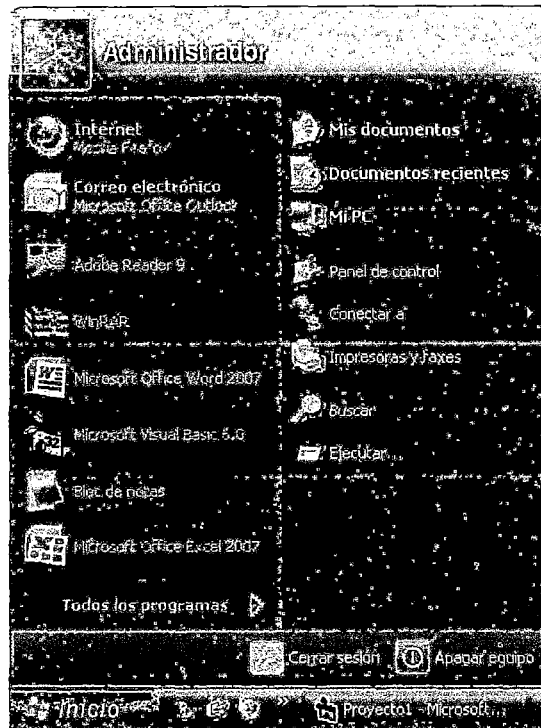 Administrador
Internet
Mozilla Firefox
Correo electrónico
Microsoft Office Outlook
Adobe Reader 9
WinRAR
Microsoft Office Word 2007
Microsoft Visual Basic 6.0
Bloc de notas
Microsoft Office Excel 2007
Todos los programas
Mis documentos
Documentos recientes
Mi PC
Panel de control
Conectar a
Impresoras y faxes
Buscar
Ejecutar...
Cerrar sesión
Apagar equipo
Inicio
Proyecto1 - Microsoft...